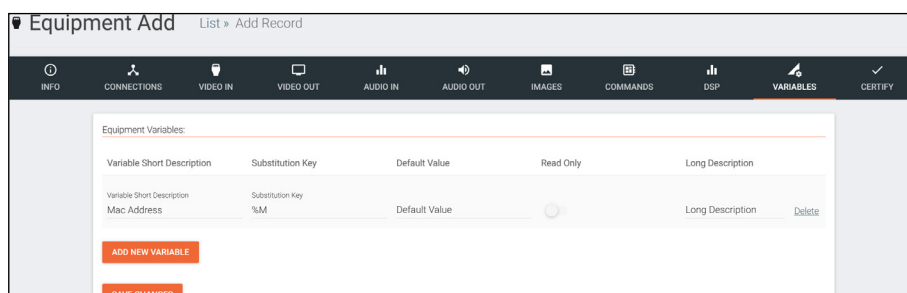 Equipment Add List » Add Record
INFO CONNECTIONS VIDEO IN VIDEO OUT AUDIO IN AUDIO OUT IMAGES COMMANDS DSP VARIABLES CERTIFY
Equipment Variables:
Variable Short Description Substitution Key Default Value Read Only Long Description
Variable Short Description Substitution Key
Mac Address %M Default Value Long Description Delete
ADD NEW VARIABLE
SAVE CHANGES